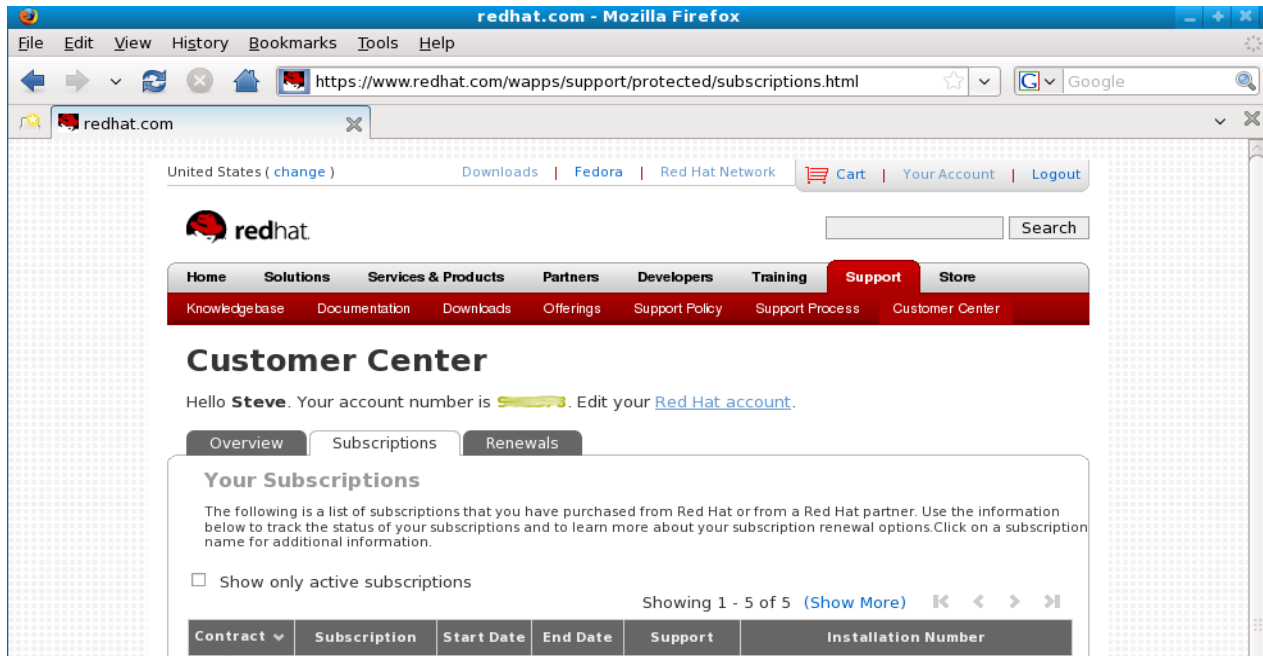 redhat.com - Mozilla Firefox
File Edit View History Bookmarks Tools Help
https://www.redhat.com/wapps/support/protected/subscriptions.html G Google
redhat.com
United States ( change ) Downloads | Fedora | Red Hat Network Cart | Your Account | Logout
redhat. Search
Home Solutions Services & Products Partners Developers Training Support Store
Knowledgebase Documentation Downloads Offerings Support Policy Support Process Customer Center
Customer Center
Hello Steve. Your account number is . Edit your Red Hat account.
Overview Subscriptions Renewals
Your Subscriptions
The following is a list of subscriptions that you have purchased from Red Hat or from a Red Hat partner. Use the information
below to track the status of your subscriptions and to learn more about your subscription renewal options.Click on a subscription
name for additional information.
Show only active subscriptions
Showing 1 - 5 of 5 (Show More)
Contract Subscription Start Date End Date Support Installation Number